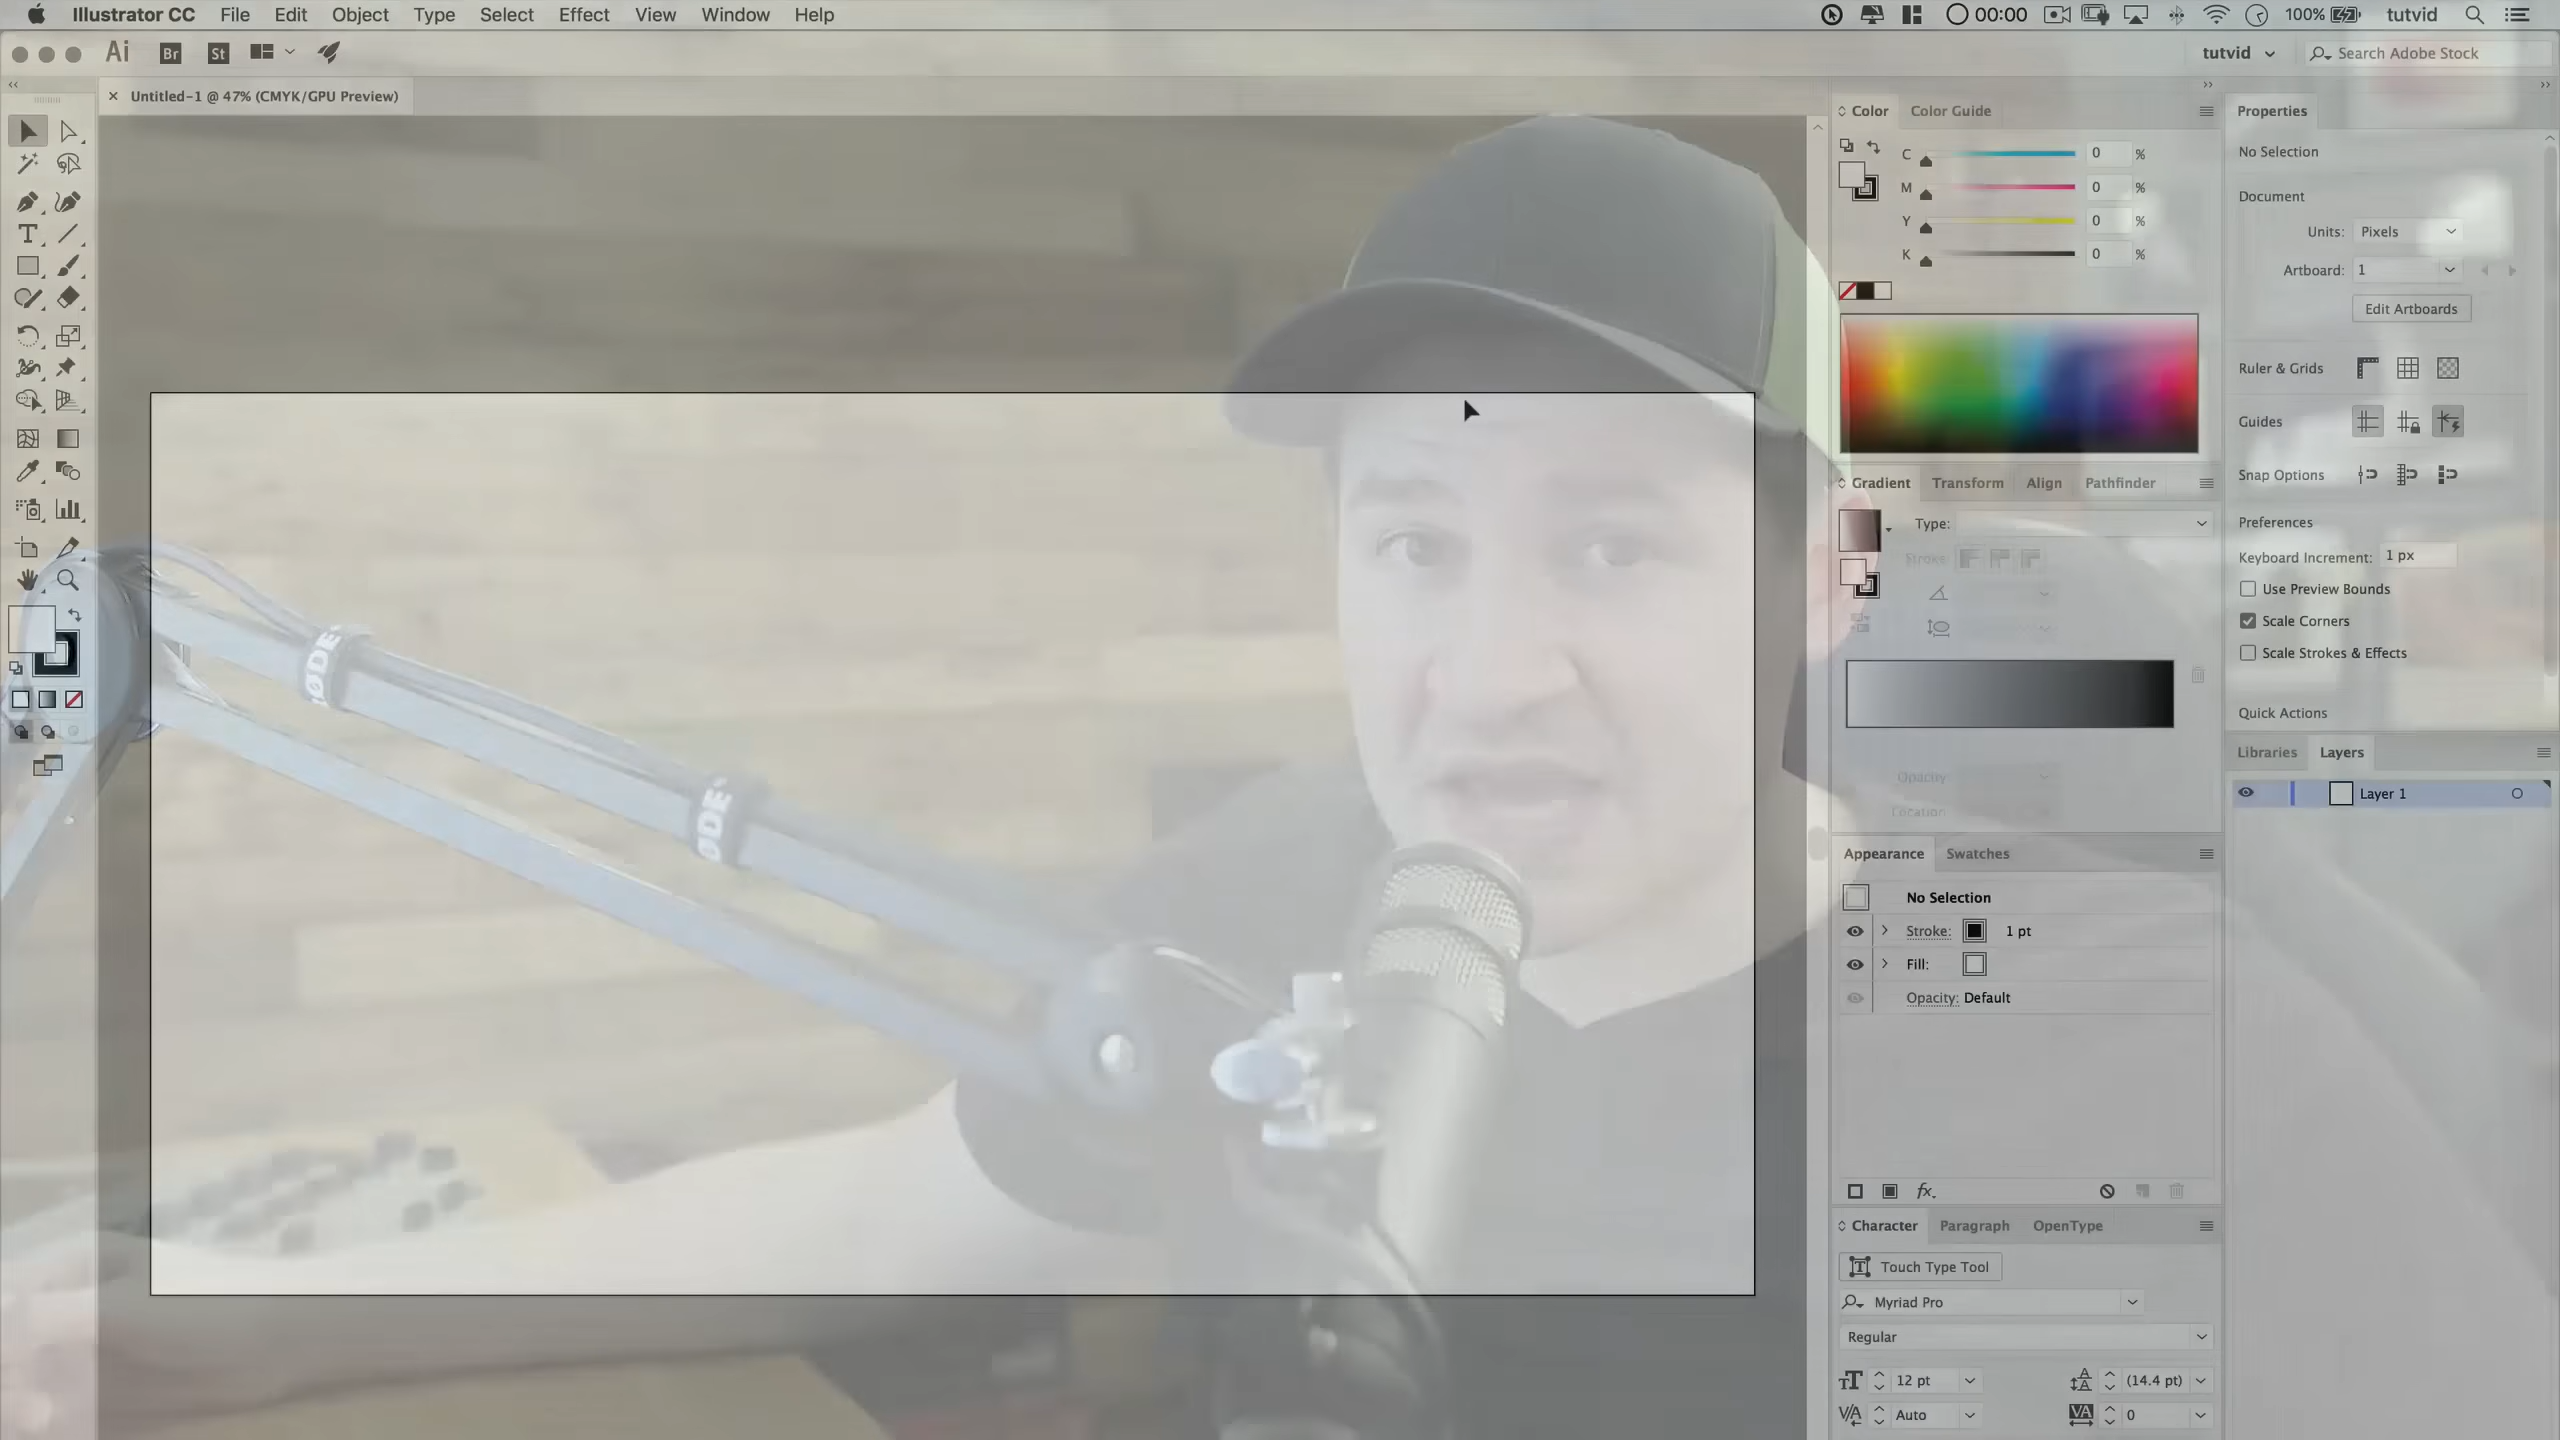 Illustrator CC File Edit Object Type Select Effect View Window Help
00:00 100% tutvid
Ai Br St tutvid Search Adobe Stock
× Untitled-1 @ 47% (CMYK/GPU Preview)
Color Color Guide
C 0 %
M 0 %
Y 0 %
K 0 %
Gradient Transform Align Pathfinder
Type:
Stroke:
Opacity:
Location:
Appearance Swatches
No Selection
Stroke: 1 pt
Fill:
Opacity: Default
fx
Character Paragraph OpenType
Touch Type Tool
Myriad Pro
Regular
12 pt (14.4 pt)
Auto 0
Properties
No Selection
Document
Units: Pixels
Artboard: 1
Edit Artboards
Ruler & Grids
Guides
Snap Options
Preferences
Keyboard Increment: 1 px
Use Preview Bounds
Scale Corners
Scale Strokes & Effects
Quick Actions
Libraries Layers
Layer 1